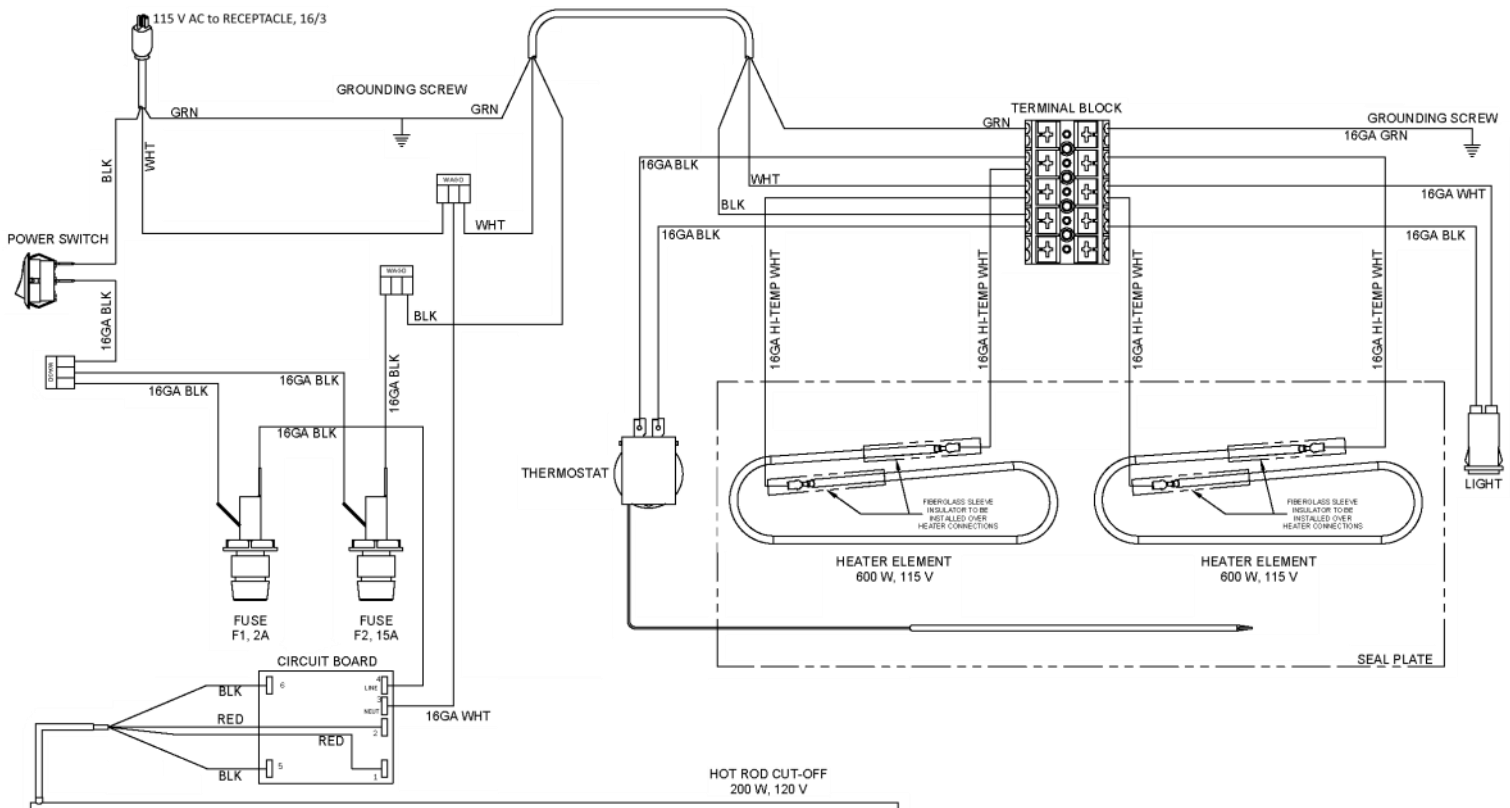 115 V AC to RECEPTACLE, 16/3
GROUNDING SCREW
GRN
GRN
BLK
WHT
WAGO
WHT
POWER SWITCH
WAGO
BLK
16GA BLK
16GA BLK
WAGO
16GA BLK
16GA BLK
16GA BLK
FUSE
F1, 2A
FUSE
F2, 15A
CIRCUIT BOARD
6
4
LINE
3
NEUT
2
5
1
BLK
RED
RED
BLK
16GA WHT
TERMINAL BLOCK
GRN
GROUNDING SCREW
16GA GRN
16GA BLK
WHT
BLK
16GA BLK
16GA WHT
16GA BLK
16GA HI-TEMP WHT
16GA HI-TEMP WHT
16GA HI-TEMP WHT
16GA HI-TEMP WHT
THERMOSTAT
FIBERGLASS SLEEVE
INSULATOR TO BE
INSTALLED OVER
HEATER CONNECTIONS
HEATER ELEMENT
600 W, 115 V
FIBERGLASS SLEEVE
INSULATOR TO BE
INSTALLED OVER
HEATER CONNECTIONS
HEATER ELEMENT
600 W, 115 V
LIGHT
SEAL PLATE
HOT ROD CUT-OFF
200 W, 120 V